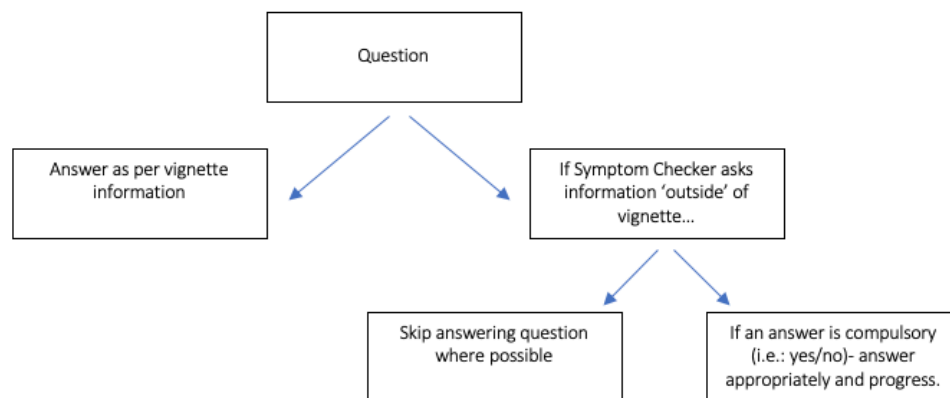 Question
Answer as per vignette
information
If Symptom Checker asks
information ‘outside’ of
vignette…
Skip answering question
where possible
If an answer is compulsory
(i.e.: yes/no)- answer
appropriately and progress.